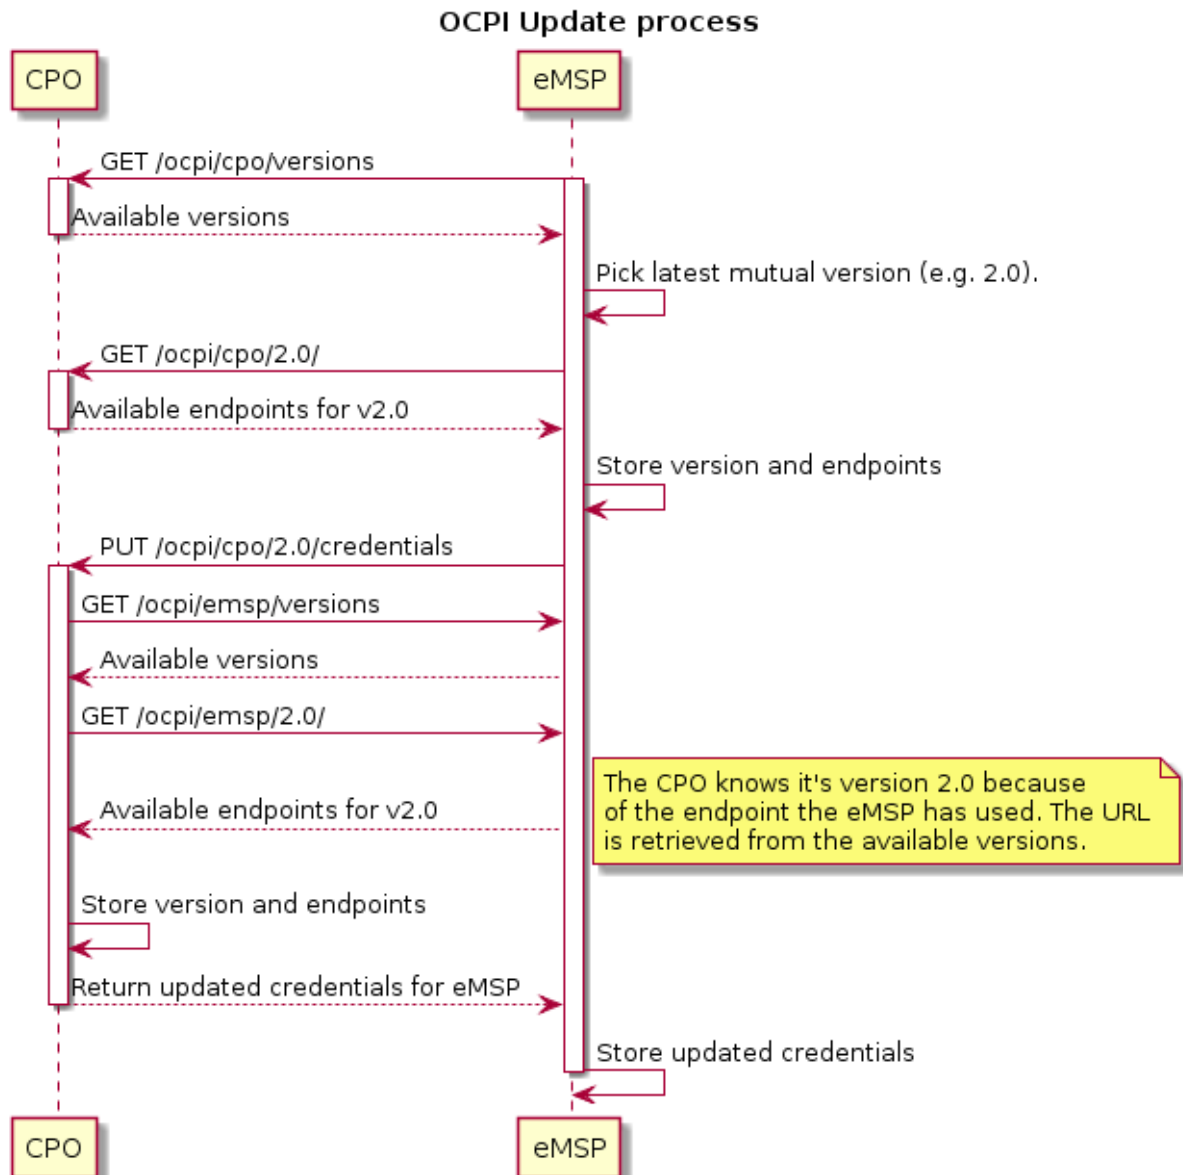 OCPI Update process
CPO
eMSP
GET /ocpi/cpo/versions
Available versions
Pick latest mutual version (e.g. 2.0).
GET /ocpi/cpo/2.0/
Available endpoints for v2.0
Store version and endpoints
PUT /ocpi/cpo/2.0/credentials
GET /ocpi/emsp/versions
Available versions
GET /ocpi/emsp/2.0/
The CPO knows it's version 2.0 because
of the endpoint the eMSP has used. The URL
is retrieved from the available versions.
Available endpoints for v2.0
Store version and endpoints
Return updated credentials for eMSP
Store updated credentials
CPO
eMSP